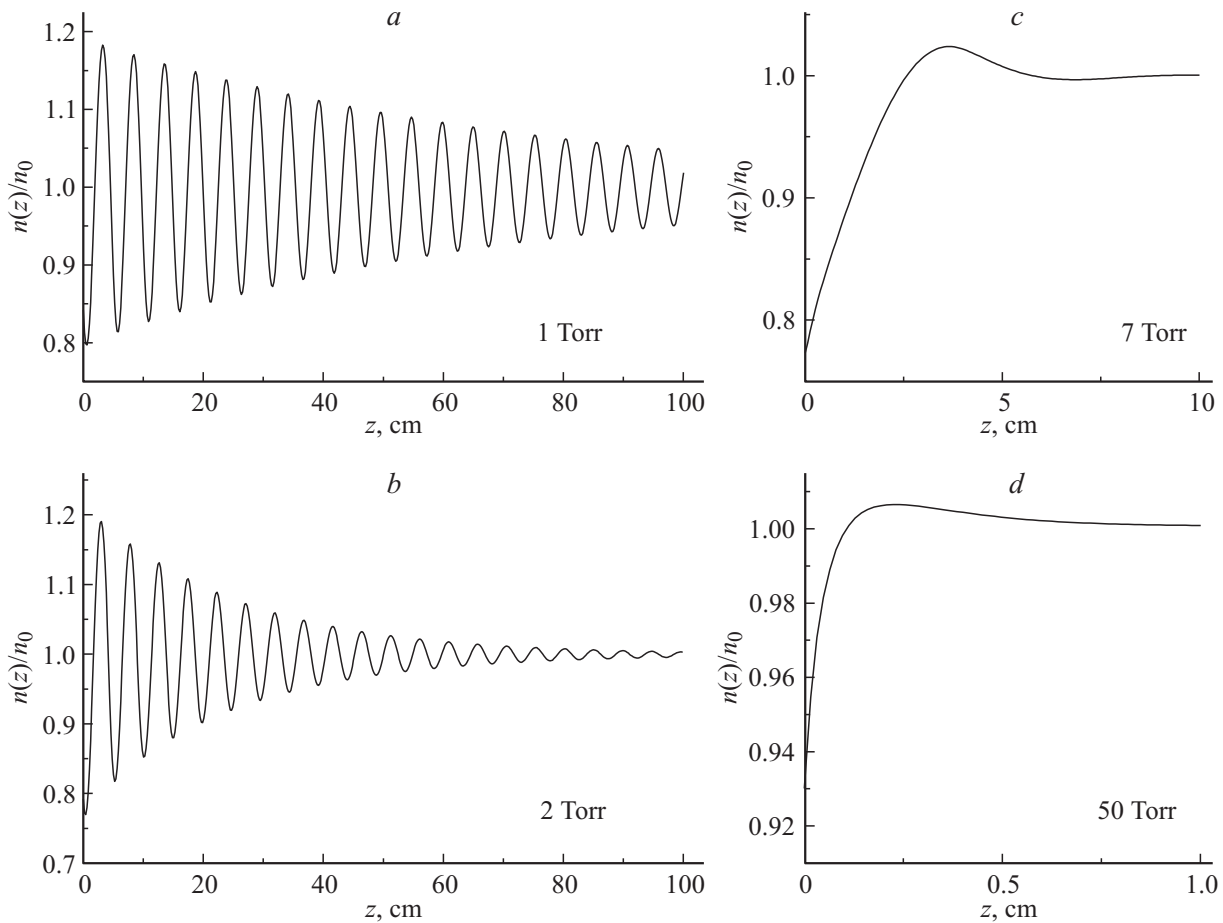 a
1.2
1.1
1.0
0.9
0.8
n(z)/n0
1 Torr
0 20 40 60 80 100
z, cm
c
1.0
0.9
0.8
n(z)/n0
7 Torr
0 5 10
z, cm
b
1.2
1.1
1.0
0.9
0.8
0.7
n(z)/n0
2 Torr
0 20 40 60 80 100
z, cm
d
1.00
0.98
0.96
0.94
0.92
n(z)/n0
50 Torr
0 0.5 1.0
z, cm